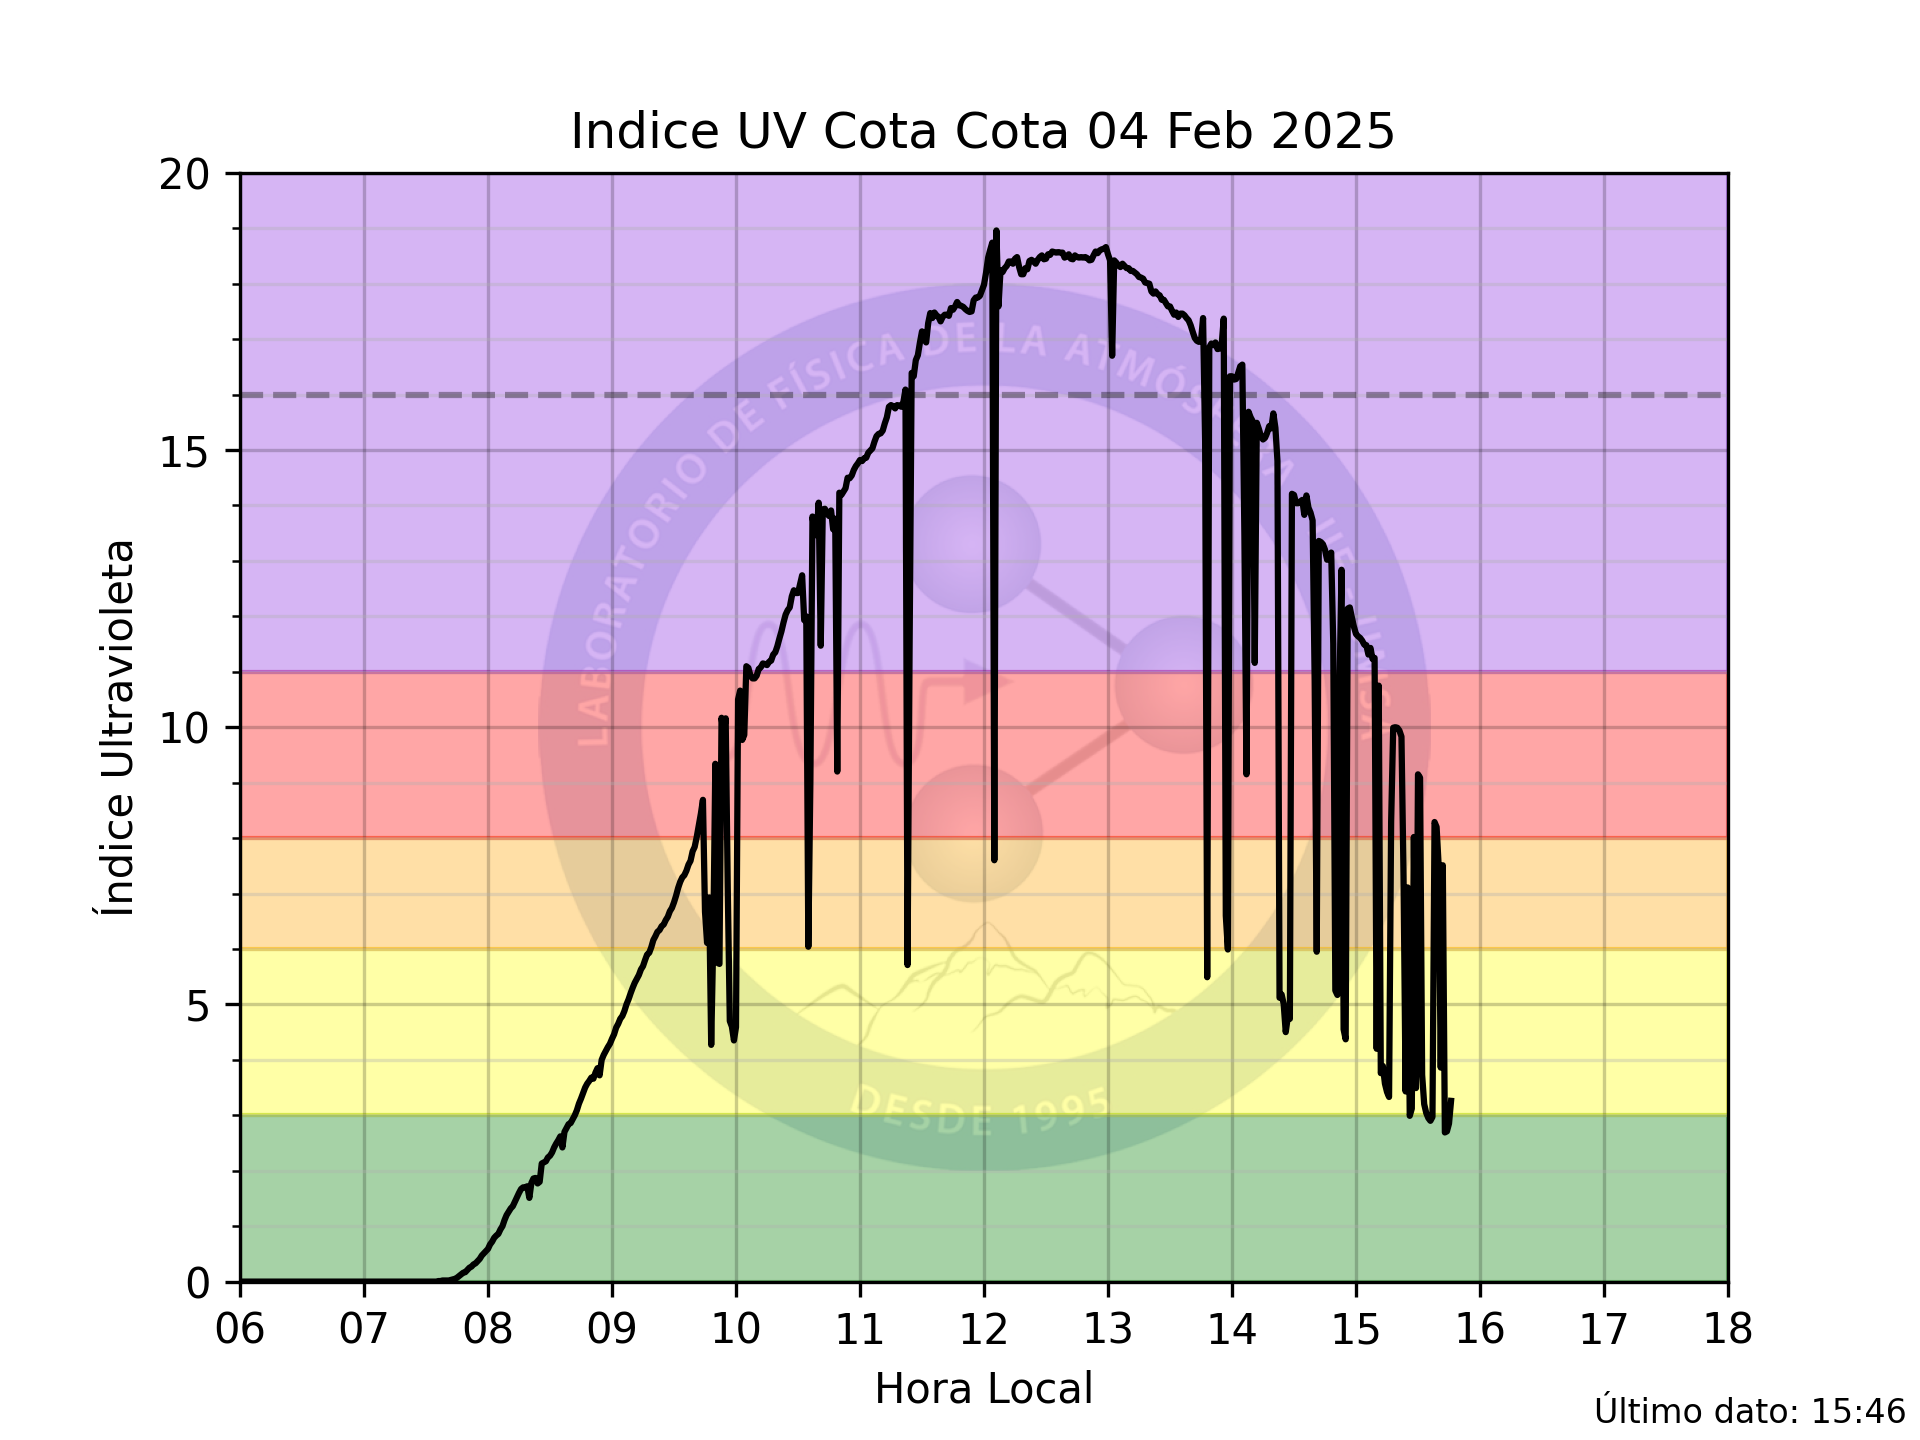 Indice UV Cota Cota 04 Feb 2025
20
15
10
5
0
Índice Ultravioleta
LABORATORIO DE FÍSICA DE LA
DESDE 1995
06 07 08 09 10 11 12 13 14 15 16 17 18
Hora Local
Último dato: 15:46